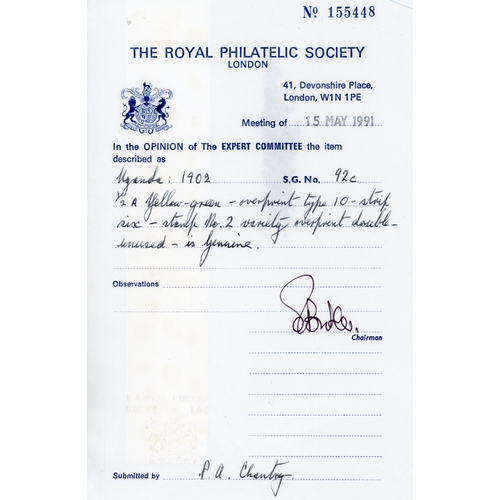 No 155448
THE ROYAL PHILATELIC SOCIETY
LONDON
41, Devonshire Place,
London, W1N 1PE
Meeting of 15 MAY 1991
In the OPINION of The EXPERT COMMITTEE the item
described as
Uganda: 1902 S.G. No. 92c
½ A Yellow-green - overprint type 10 - strip
six - stamp No. 2 variety overprint double -
unused - is Genuine.
Observations
Chairman
Submitted by P. A. Chantry